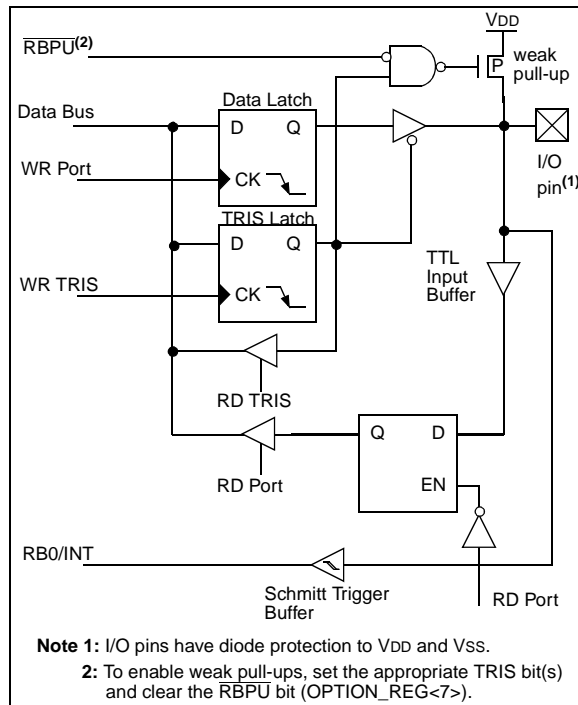 VDD
RBPU(2)
P
weak
pull-up
Data Latch
Data Bus
D
Q
I/O
pin(1)
WR Port
CK
TRIS Latch
D
Q
TTL
Input
Buffer
WR TRIS
CK
RD TRIS
Q
D
RD Port
EN
RB0/INT
Schmitt Trigger
Buffer
RD Port
Note 1: I/O pins have diode protection to VDD and VSS.
2: To enable weak pull-ups, set the appropriate TRIS bit(s)
and clear the RBPU bit (OPTION_REG<7>).